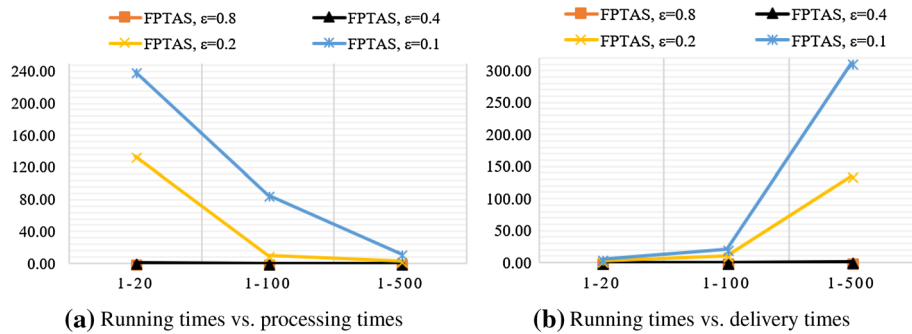 FPTAS, ε=0.8 FPTAS, ε=0.4
FPTAS, ε=0.2 FPTAS, ε=0.1
240.00
200.00
160.00
120.00
80.00
40.00
0.00
1-20 1-100 1-500
(a) Running times vs. processing times
FPTAS, ε=0.8 FPTAS, ε=0.4
FPTAS, ε=0.2 FPTAS, ε=0.1
300.00
250.00
200.00
150.00
100.00
50.00
0.00
1-20 1-100 1-500
(b) Running times vs. delivery times